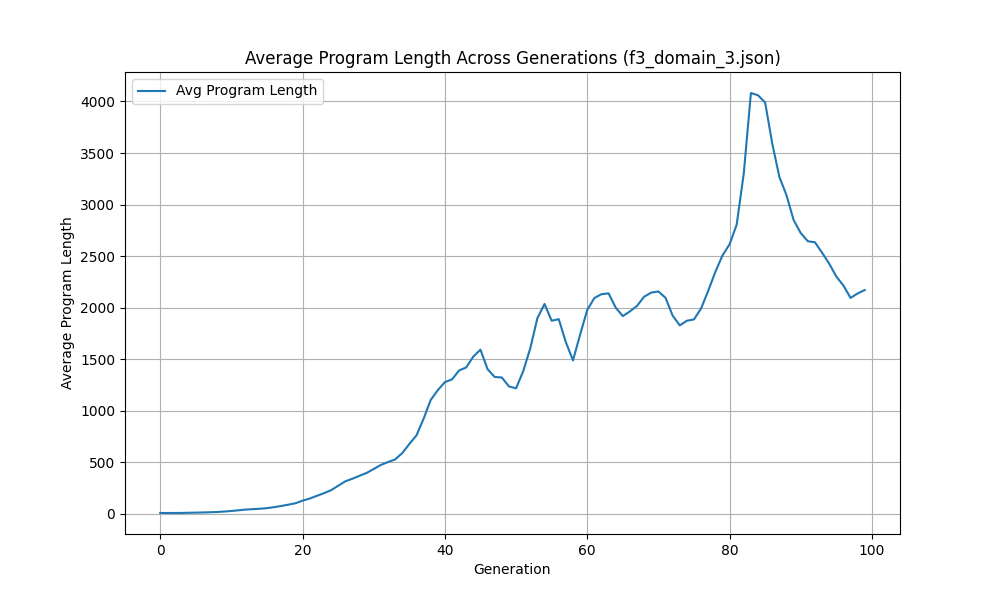 Average Program Length Across Generations (f3_domain_3.json)
Avg Program Length
Average Program Length
4000
3500
3000
2500
2000
1500
1000
500
0
0 20 40 60 80 100
Generation